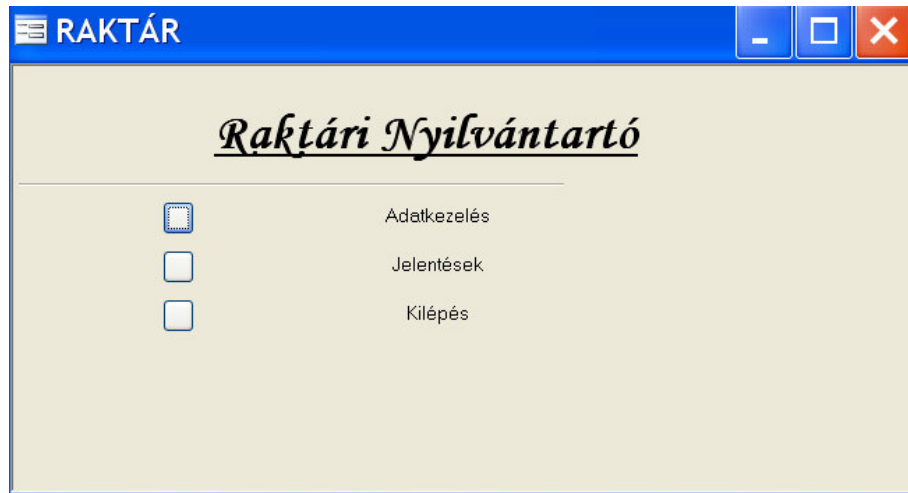 RAKTÁR
Raktári Nyilvántartó
Adatkezelés
Jelentések
Kilépés